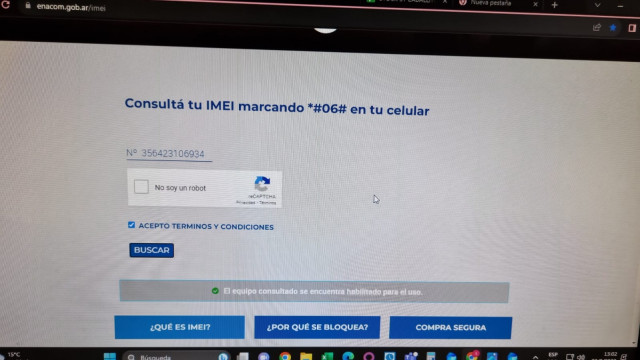 enacom.gob.ar/imei
Nueva pestaña
Consultá tu IMEI marcando *#06# en tu celular
Nº 356423106934
No soy un robot
reCAPTCHA
Privacidad - Términos
ACEPTO TERMINOS Y CONDICIONES
BUSCAR
El equipo consultado se encuentra habilitado para el uso.
¿QUÉ ES IMEI?
¿POR QUÉ SE BLOQUEA?
COMPRA SEGURA
15°C
Búsqueda
ESP
13:02